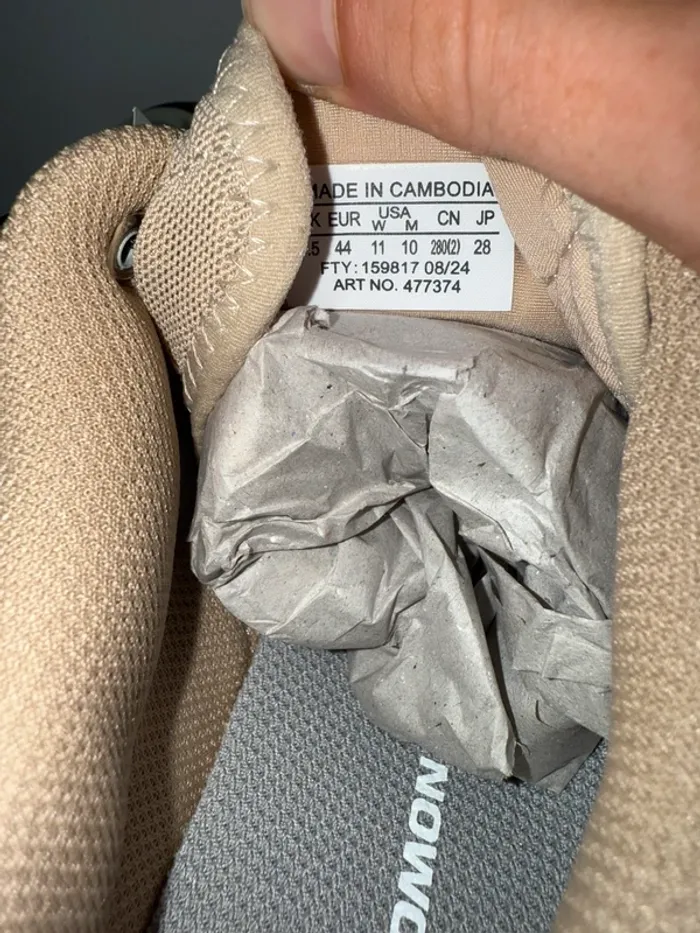 MADE IN CAMBODIA
K EUR USA W M CN JP
.5 44 11 10 280(2) 28
FTY: 159817 08/24
ART NO. 477374
NOWO